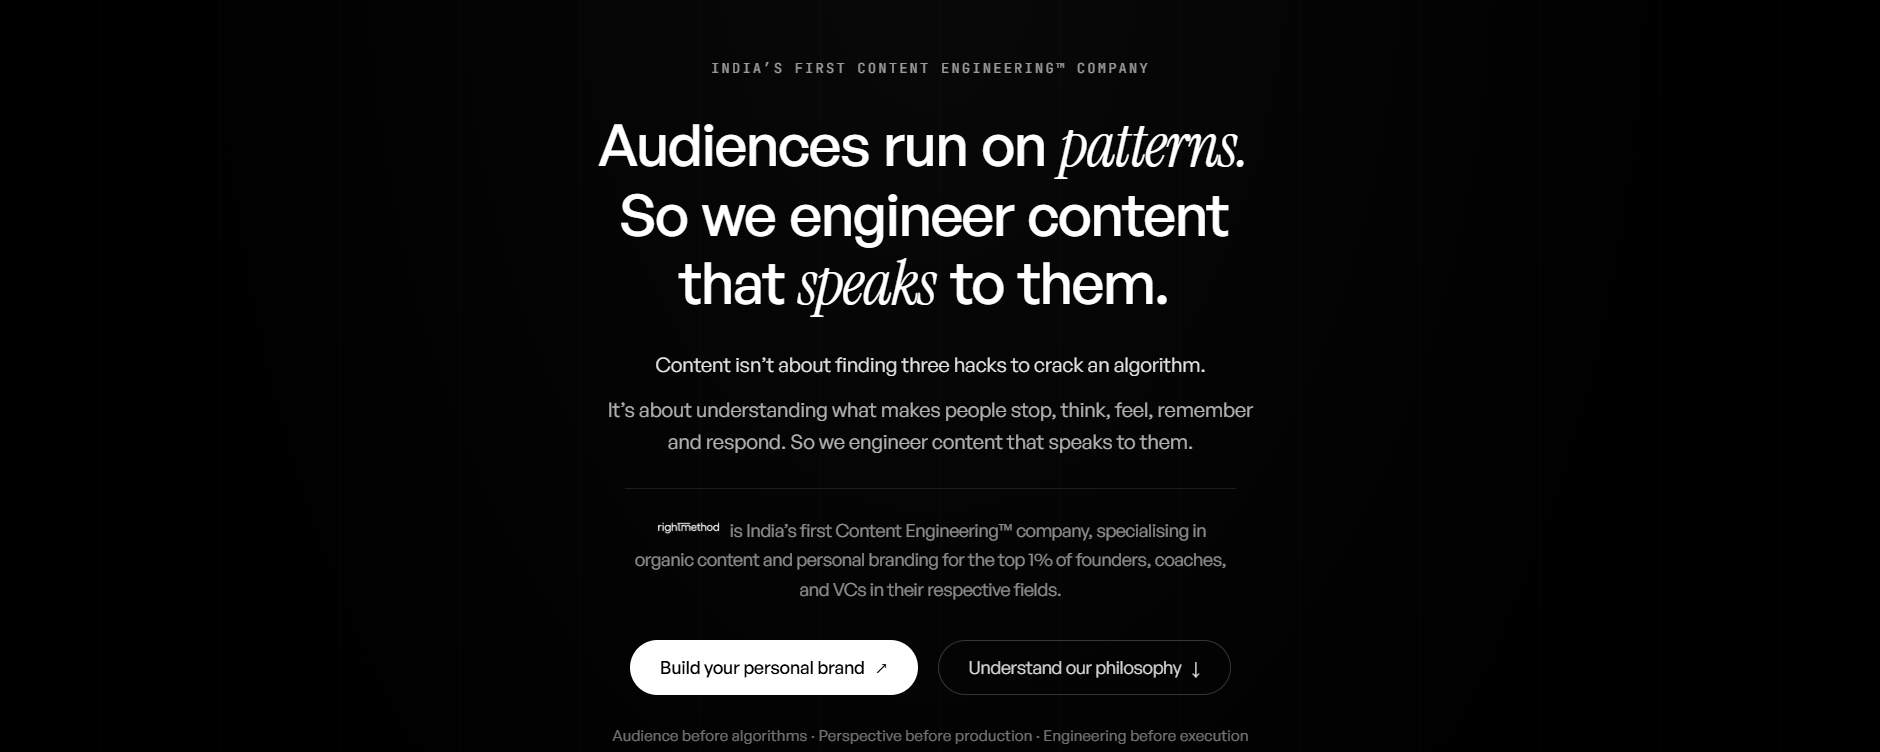 INDIA’S FIRST CONTENT ENGINEERING™ COMPANY
Audiences run on patterns.
So we engineer content
that speaks to them.
Content isn’t about finding three hacks to crack an algorithm.
It’s about understanding what makes people stop, think, feel, remember
and respond. So we engineer content that speaks to them.
rightmethod is India’s first Content Engineering™ company, specialising in
organic content and personal branding for the top 1% of founders, coaches,
and VCs in their respective fields.
Build your personal brand ↗
Understand our philosophy ↓
Audience before algorithms · Perspective before production · Engineering before execution